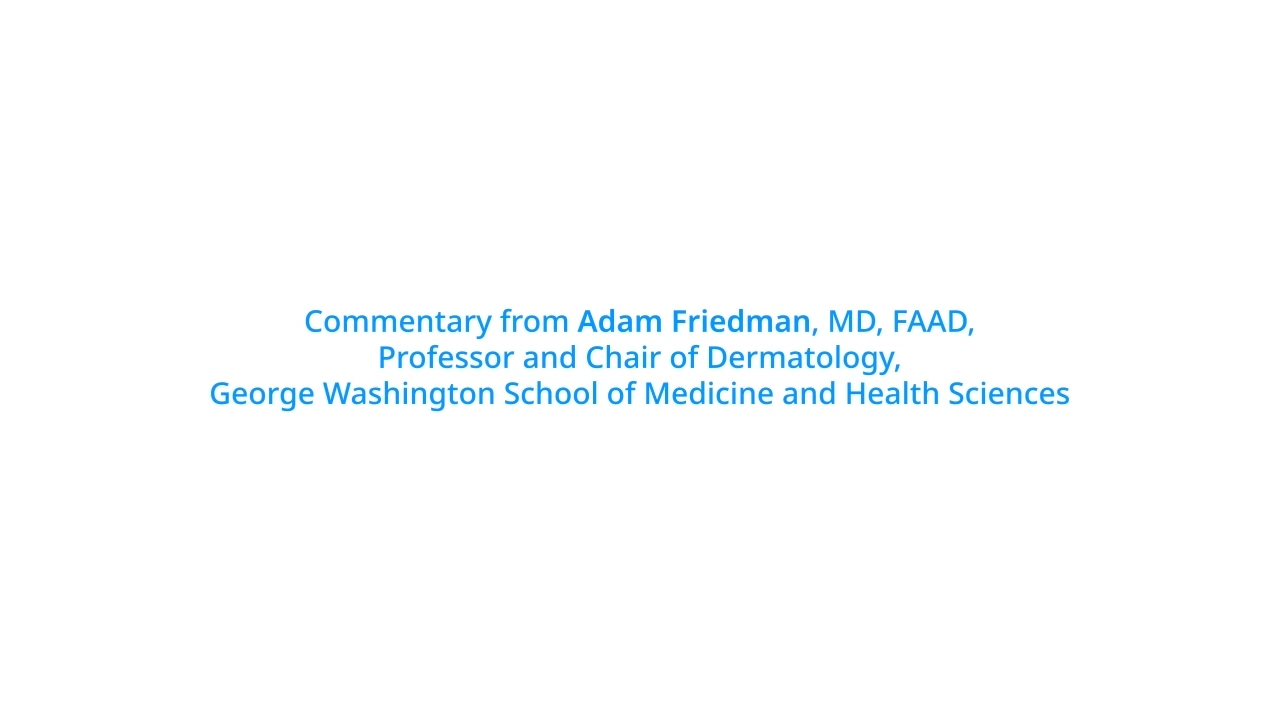 Commentary from Adam Friedman, MD, FAAD,
Professor and Chair of Dermatology,
George Washington School of Medicine and Health Sciences